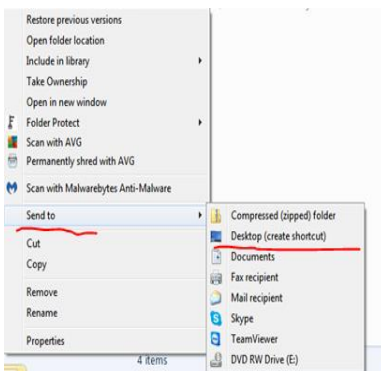 Restore previous versions
Open folder location
Include in library
Take Ownership
Open in new window
Folder Protect
Scan with AVG
Permanently shred with AVG
Scan with Malwarebytes Anti-Malware
Send to
Cut
Copy
Remove
Rename
Properties
4 items
Compressed (zipped) folder
Desktop (create shortcut)
Documents
Fax recipient
Mail recipient
Skype
TeamViewer
DVD RW Drive (E:)